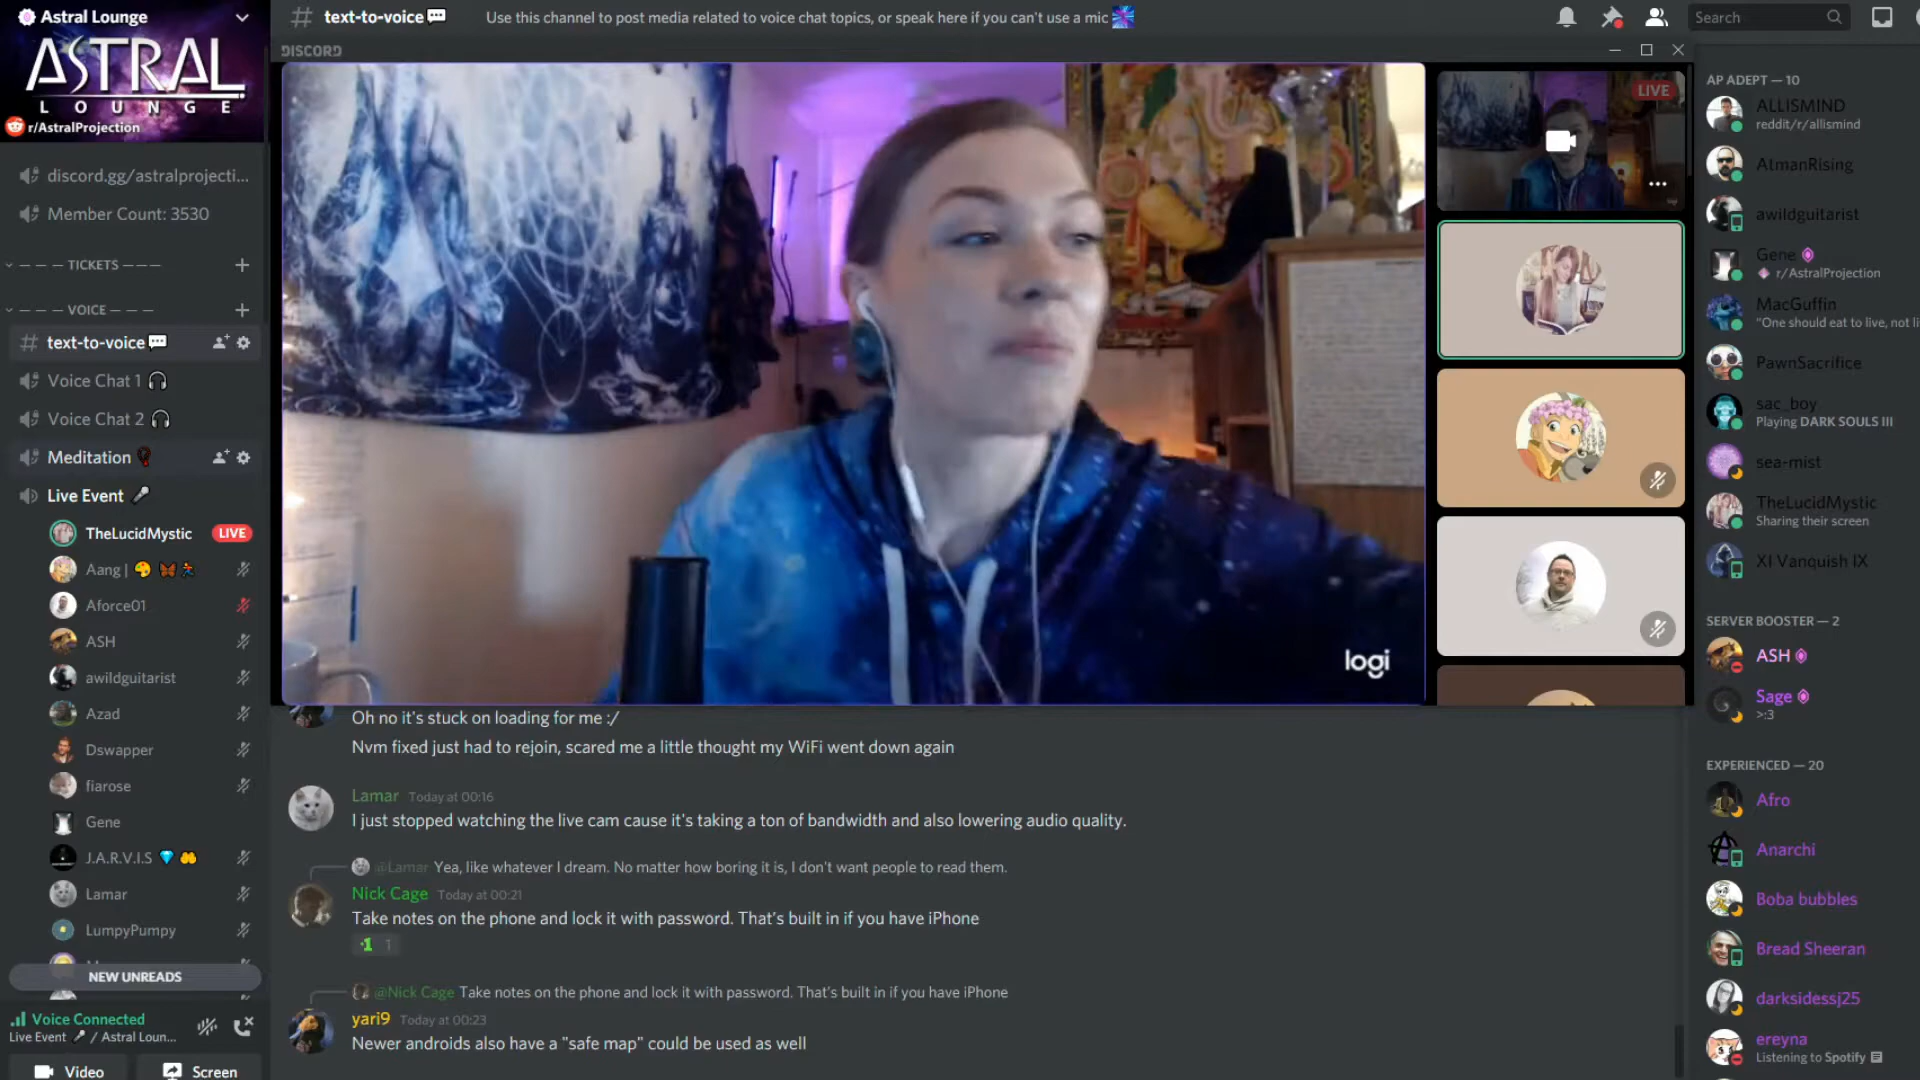 Astral Lounge
ASTRAL
LOUNGE
r/AstralProjection
discord.gg/astralprojecti...
Member Count: 3530
– – – TICKETS – – –
– – – VOICE – – –
text-to-voice💬
Voice Chat 1 🎧
Voice Chat 2 🎧
Meditation
Live Event 🎤
TheLucidMystic LIVE
Aang | 🎨 🦋
Aforce01
ASH
awildguitarist
Azad
Dswapper
fiarose
Gene
J.A.R.V.I.S 💎 🤲
Lamar
LumpyPumpy
NEW UNREADS
Voice Connected
Live Event 🎤 / Astral Loun...
Video
Screen
text-to-voice💬 Use this channel to post media related to voice chat topics, or speak here if you can't use a mic
Search
DISCORD
LIVE
logi
Oh no it's stuck on loading for me :/
Nvm fixed just had to rejoin, scared me a little thought my WiFi went down again
Lamar Today at 00:16
I just stopped watching the live cam cause it's taking a ton of bandwidth and also lowering audio quality.
@Lamar Yea, like whatever I dream. No matter how boring it is, I don't want people to read them.
Nick Cage Today at 00:21
Take notes on the phone and lock it with password. That's built in if you have iPhone
+1 1
@Nick Cage Take notes on the phone and lock it with password. That's built in if you have iPhone
yari9 Today at 00:23
Newer androids also have a "safe map" could be used as well
AP ADEPT — 10
ALLISMIND
reddit/r/allismind
AtmanRising
awildguitarist
Gene
r/AstralProjection
MacGuffin
"One should eat to live, not li
PawnSacrifice
sac_boy
Playing DARK SOULS III
sea-mist
TheLucidMystic
Sharing their screen
XI Vanquish IX
SERVER BOOSTER — 2
ASH
Sage
>:3
EXPERIENCED — 20
Afro
Anarchi
Boba bubbles
Bread Sheeran
darksidessj25
ereyna
Listening to Spotify